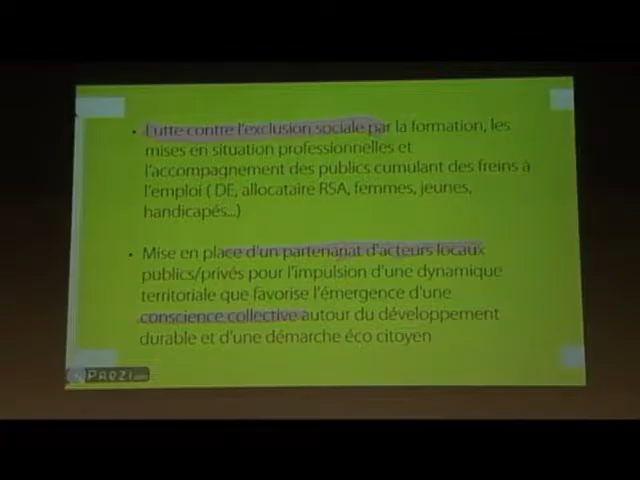 • Lutte contre l'exclusion sociale par la formation, les
mises en situation professionnelles et
l'accompagnement des publics cumulant des freins à
l'emploi ( DE, allocataire RSA, femmes, jeunes,
handicapés...)
• Mise en place d'un partenariat d'acteurs locaux
publics/privés pour l'impulsion d'une dynamique
territoriale que favorise l'émergence d'une
conscience collective autour du développement
durable et d'une démarche éco citoyen
PREZI